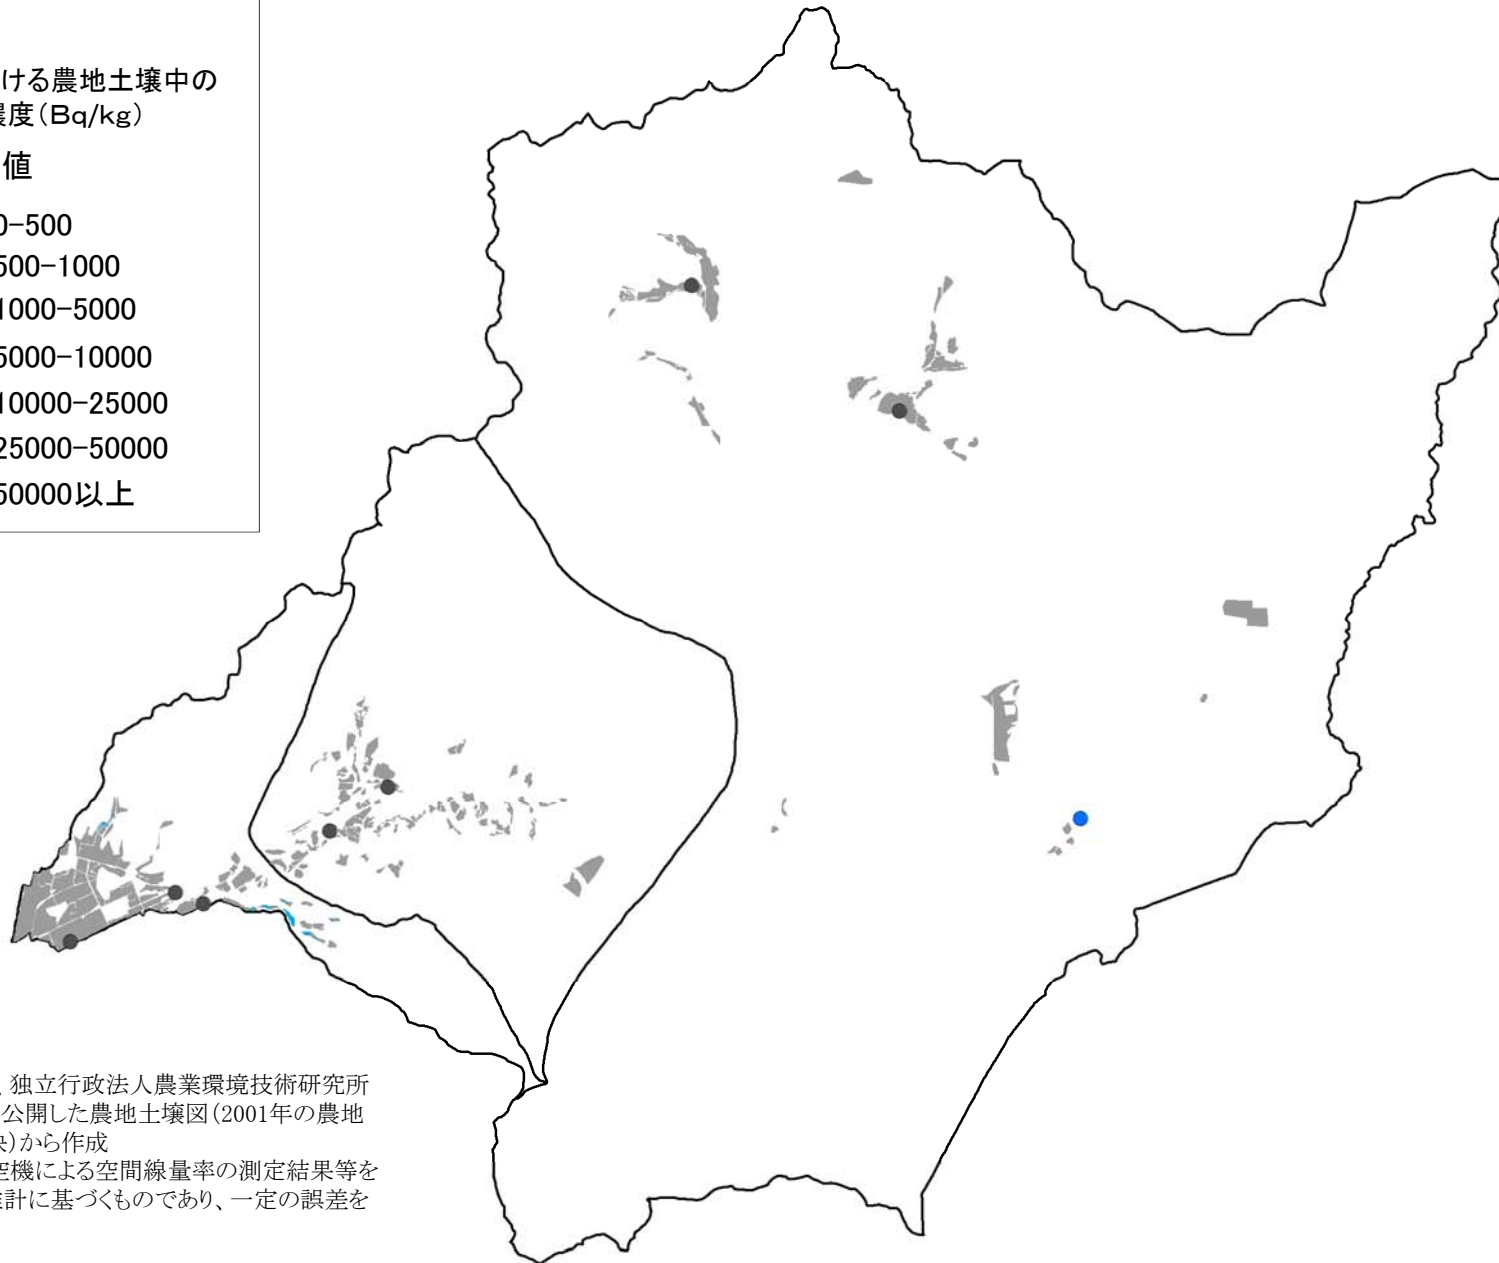 ける農地土壌中の
農度(Bq/kg)
値
0-500
500-1000
1000-5000
5000-10000
10000-25000
25000-50000
50000以上
、独立行政法人農業環境技術研究所
公開した農地土壌図(2001年の農地
)から作成
空機による空間線量率の測定結果等を
計に基づくものであり、一定の誤差を